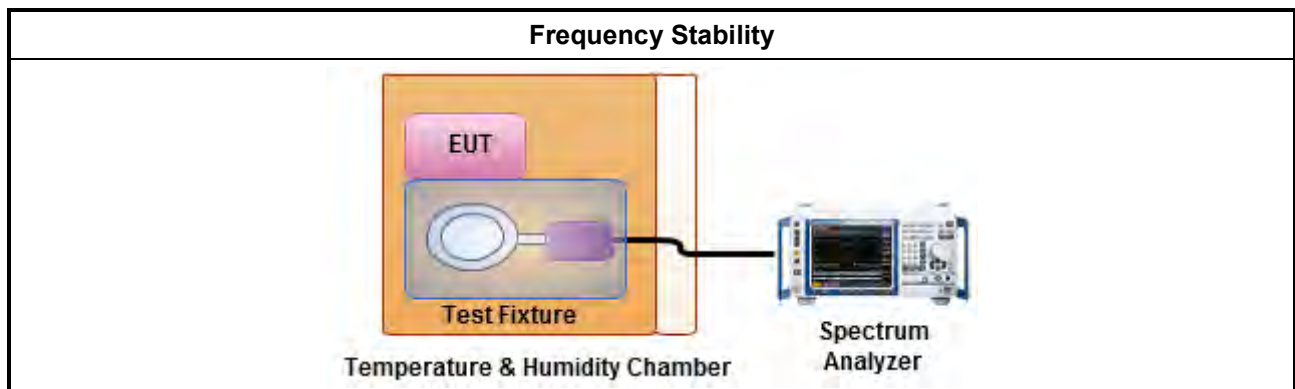 Frequency Stability
EUT
Test Fixture
Temperature & Humidity Chamber
Spectrum
Analyzer